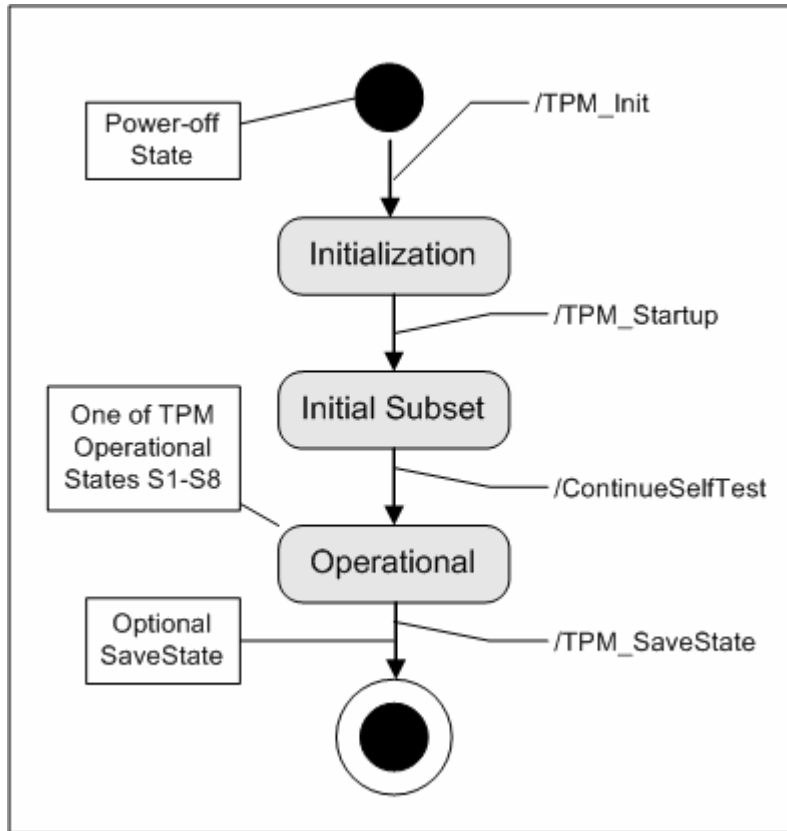 Power-off
State
/TPM_Init
Initialization
/TPM_Startup
Initial Subset
One of TPM
Operational
States S1-S8
/ContinueSelfTest
Operational
Optional
SaveState
/TPM_SaveState